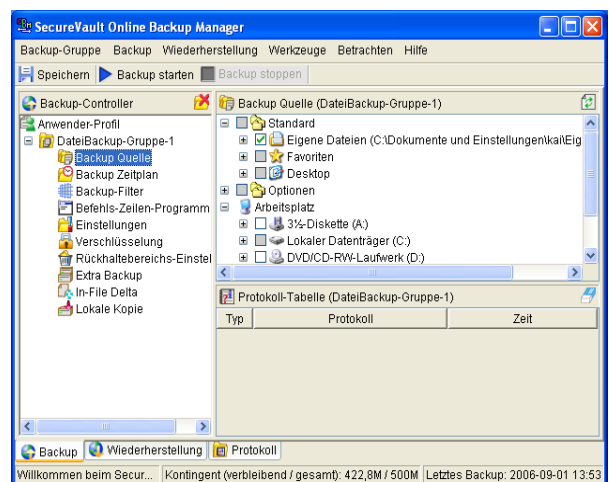 SecureVault Online Backup Manager
Backup-Gruppe Backup Wiederherstellung Werkzeuge Betrachten Hilfe
Speichern Backup starten Backup stoppen
Backup-Controller
Anwender-Profil
DateiBackup-Gruppe-1
Backup Quelle
Backup Zeitplan
Backup-Filter
Befehls-Zeilen-Programm
Einstellungen
Verschlüsselung
Rückhaltebereichs-Einstel
Extra Backup
In-File Delta
Lokale Kopie
Backup Quelle (DateiBackup-Gruppe-1)
Standard
Eigene Dateien (C:\Dokumente und Einstellungen\kai\Eig
Favoriten
Desktop
Optionen
Arbeitsplatz
3½-Diskette (A:)
Lokaler Datenträger (C:)
DVD/CD-RW-Laufwerk (D:)
Protokoll-Tabelle (DateiBackup-Gruppe-1)
Typ Protokoll Zeit
Backup Wiederherstellung Protokoll
Willkommen beim Secur... Kontingent (verbleibend / gesamt): 422,8M / 500M Letztes Backup: 2006-09-01 13:53